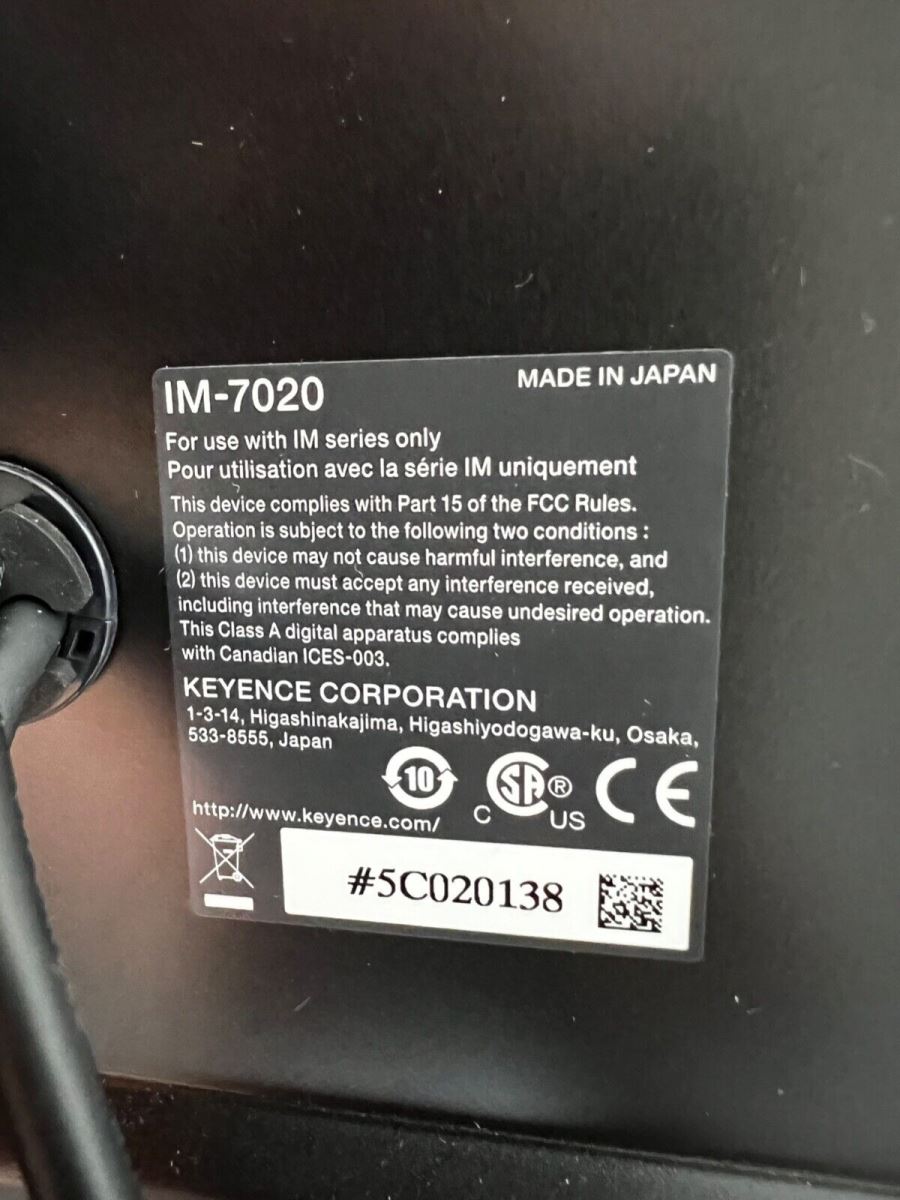 IM-7020
MADE IN JAPAN
For use with IM series only
Pour utilisation avec la série IM uniquement
This device complies with Part 15 of the FCC Rules.
Operation is subject to the following two conditions :
(1) this device may not cause harmful interference, and
(2) this device must accept any interference received,
including interference that may cause undesired operation.
This Class A digital apparatus complies
with Canadian ICES-003.
KEYENCE CORPORATION
1-3-14, Higashinakajima, Higashiyodogawa-ku, Osaka,
533-8555, Japan
10
C SA® US
CE
http://www.keyence.com/
#5C020138